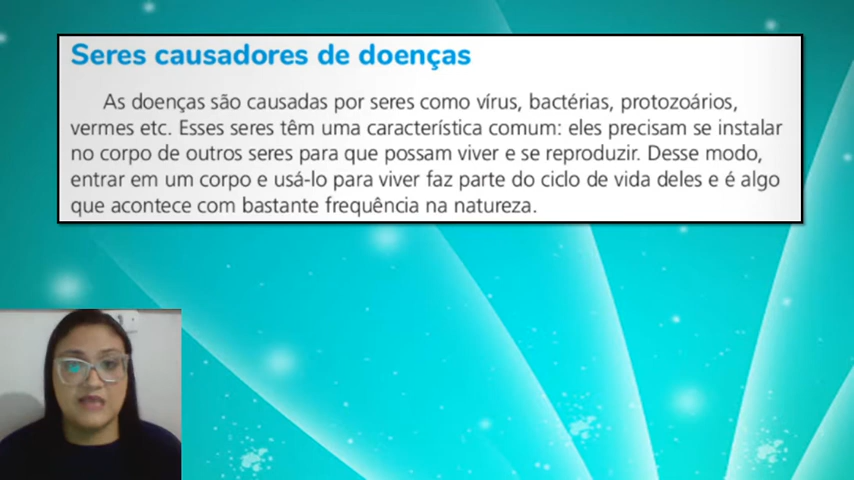 Seres causadores de doenças
As doenças são causadas por seres como vírus, bactérias, protozoários,
vermes etc. Esses seres têm uma característica comum: eles precisam se instalar
no corpo de outros seres para que possam viver e se reproduzir. Desse modo,
entrar em um corpo e usá-lo para viver faz parte do ciclo de vida deles e é algo
que acontece com bastante frequência na natureza.